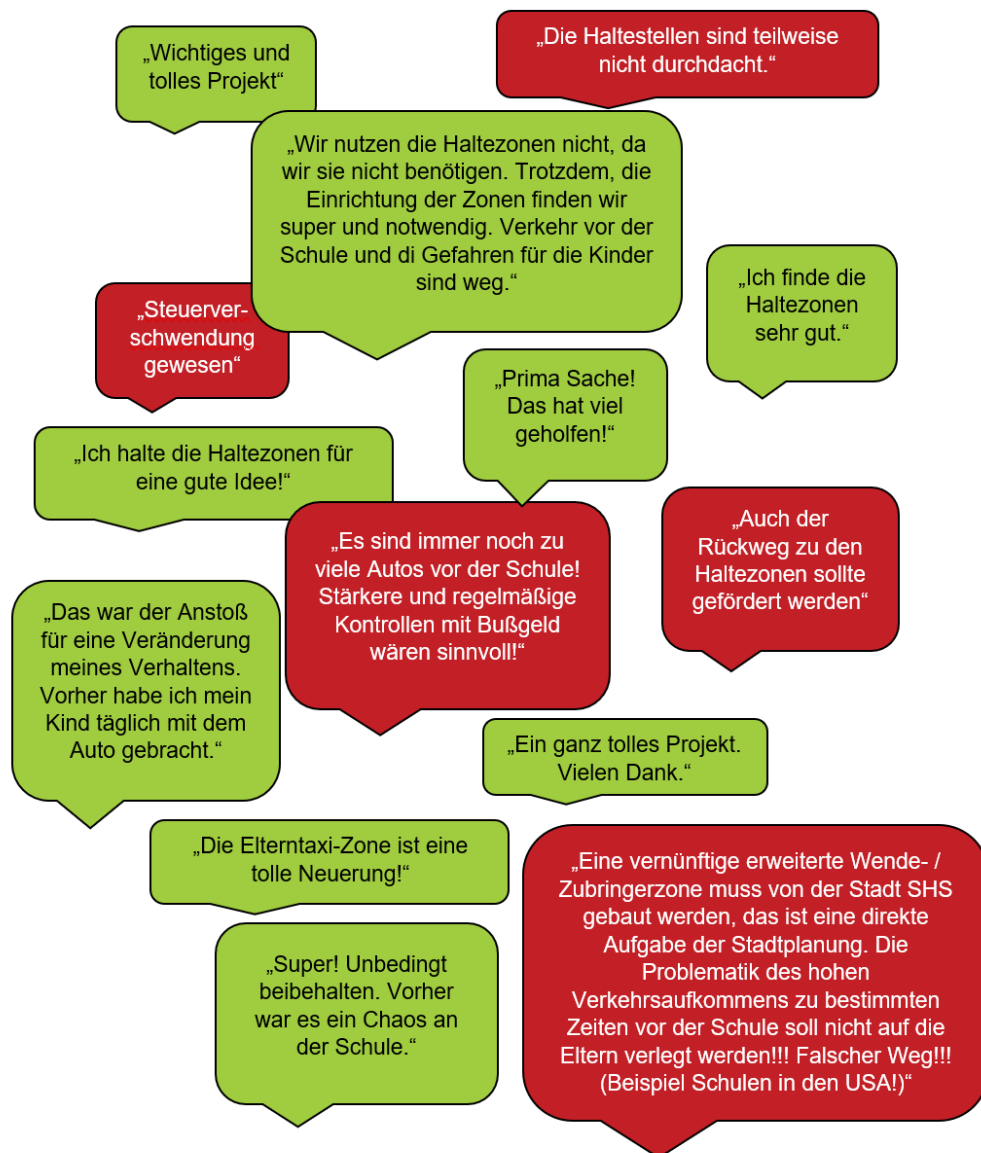 „Wichtiges und
tolles Projekt“
„Die Haltestellen sind teilweise
nicht durchdacht.“
„Wir nutzen die Haltezonen nicht, da
wir sie nicht benötigen. Trotzdem, die
Einrichtung der Zonen finden wir
super und notwendig. Verkehr vor der
Schule und di Gefahren für die Kinder
sind weg.“
„Ich finde die
Haltezonen
sehr gut.“
„Steuerver-
schwendung
gewesen“
„Prima Sache!
Das hat viel
geholfen!“
„Ich halte die Haltezonen für
eine gute Idee!“
„Es sind immer noch zu
viele Autos vor der Schule!
Stärkere und regelmäßige
Kontrollen mit Bußgeld
wären sinnvoll!“
„Auch der
Rückweg zu den
Haltezonen sollte
gefördert werden“
„Das war der Anstoß
für eine Veränderung
meines Verhaltens.
Vorher habe ich mein
Kind täglich mit dem
Auto gebracht.“
„Ein ganz tolles Projekt.
Vielen Dank.“
„Die Elterntaxi-Zone ist eine
tolle Neuerung!“
„Eine vernünftige erweiterte Wende- /
Zubringerzone muss von der Stadt SHS
gebaut werden, das ist eine direkte
Aufgabe der Stadtplanung. Die
Problematik des hohen
Verkehrsaufkommens zu bestimmten
Zeiten vor der Schule soll nicht auf die
Eltern verlegt werden!!! Falscher Weg!!!
(Beispiel Schulen in den USA!)“
„Super! Unbedingt
beibehalten. Vorher
war es ein Chaos an
der Schule.“